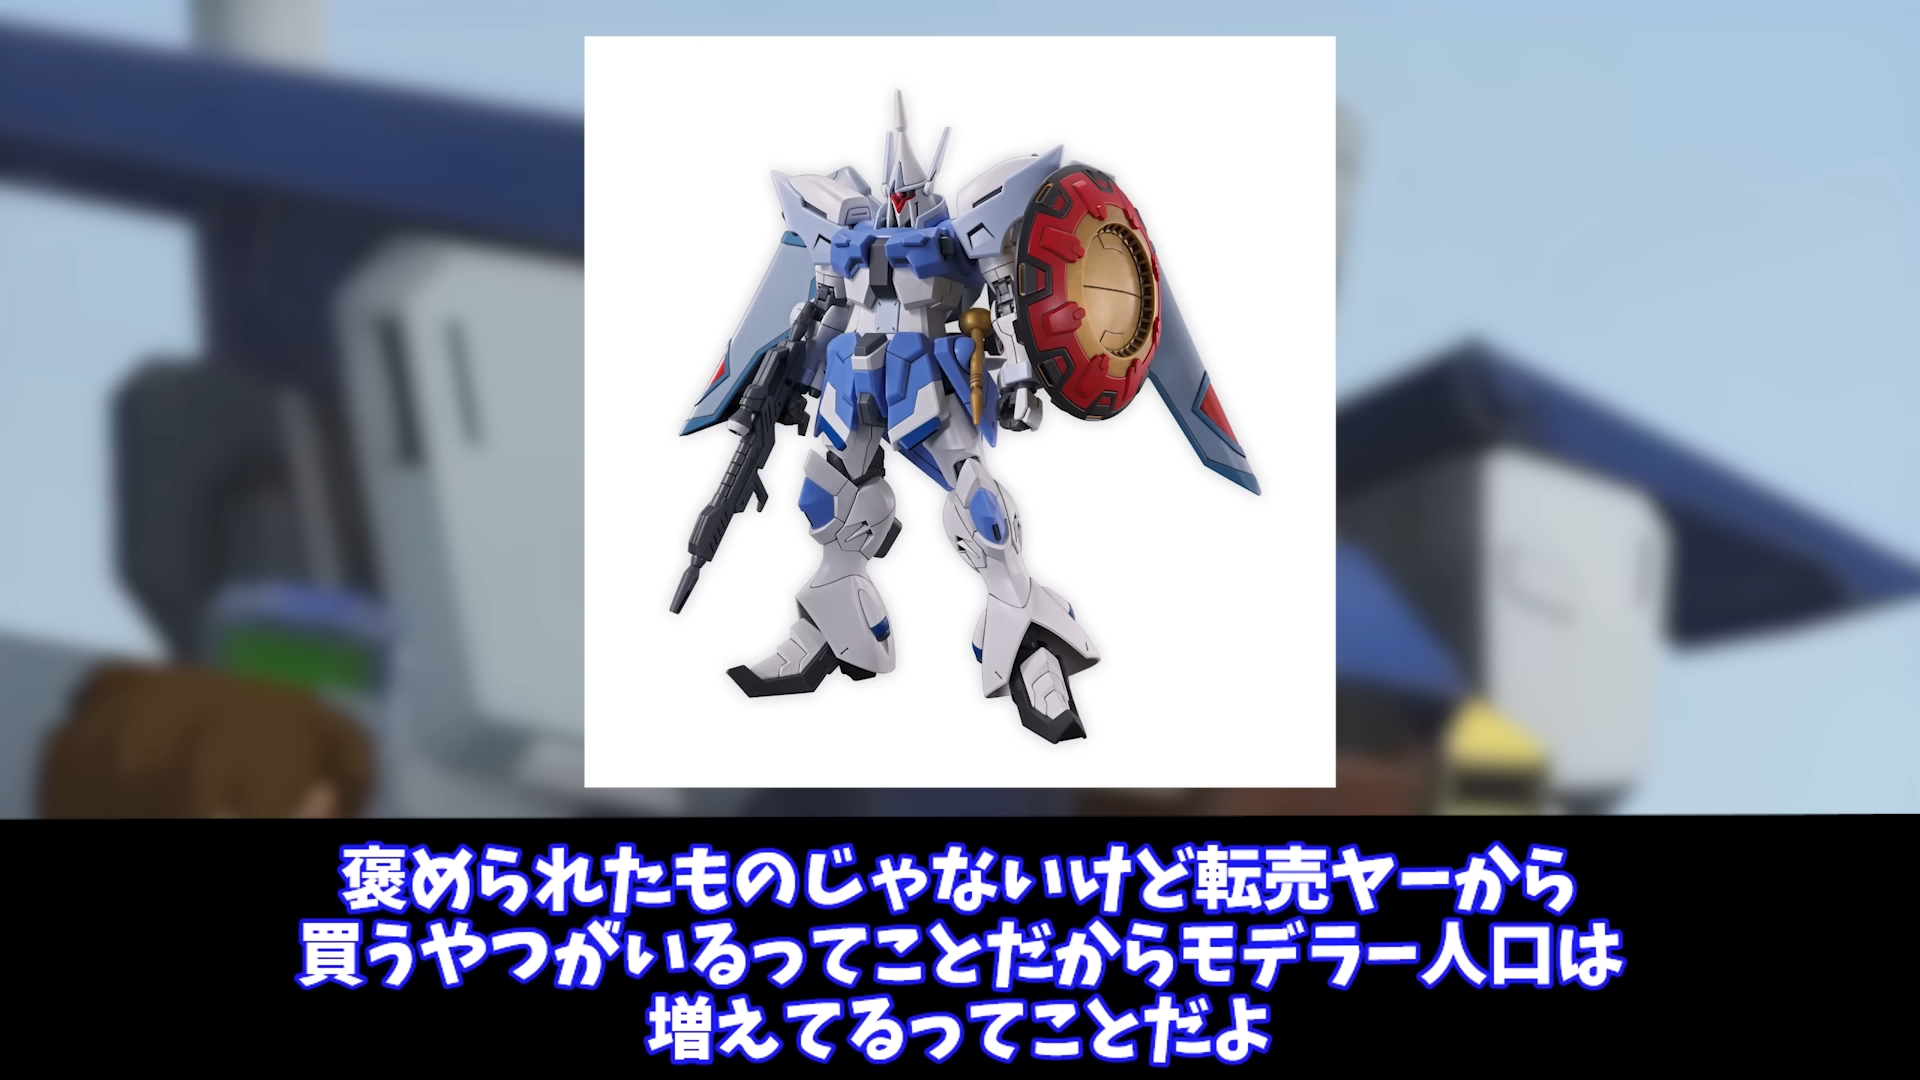 褒められたものじゃないけど転売ヤーから
買うやつがいるってことだからモデラー人口は
増えてるってことだよ